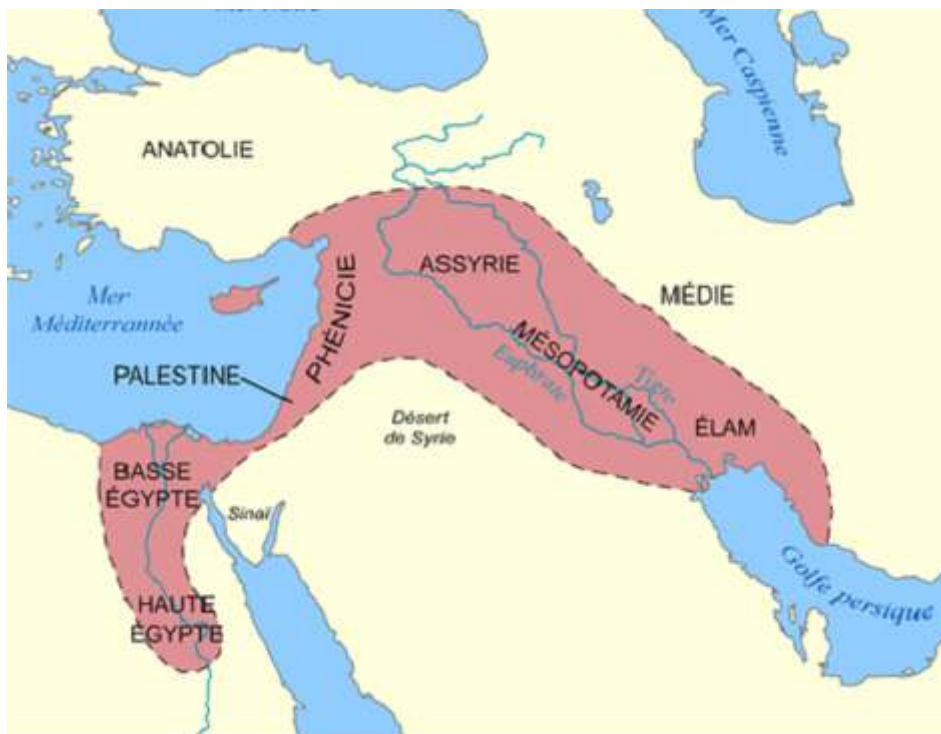 Mer Caspienne
ANATOLIE
ASSYRIE
PHÉNICIE
MÉDIE
Mer
Méditerrannée
MÉSOPOTAMIE
Euphrate
Tigre
PALESTINE
Désert
de Syrie
ÉLAM
BASSE
ÉGYPTE
Sinaï
Golfe persique
HAUTE
ÉGYPTE